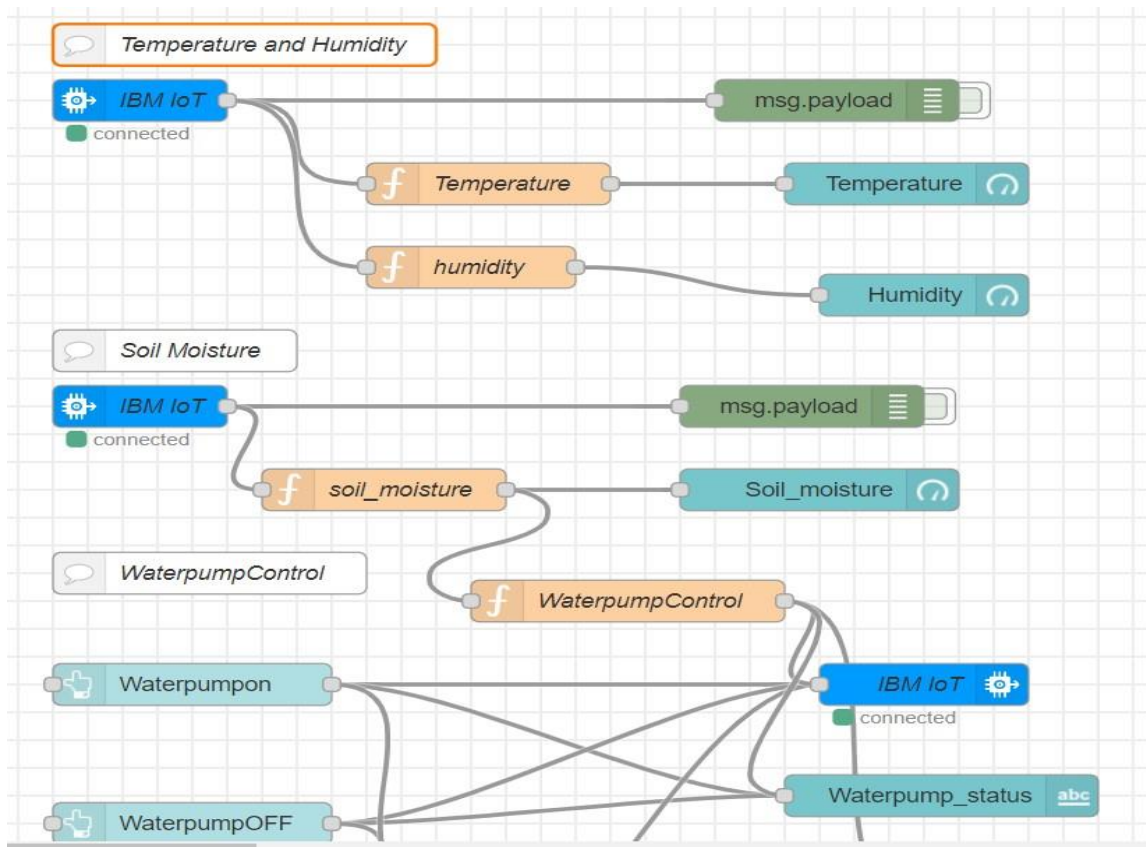 Temperature and Humidity
IBM IoT
msg.payload
connected
Temperature
Temperature
humidity
Humidity
Soil Moisture
IBM IoT
msg.payload
connected
soil_moisture
Soil_moisture
WaterpumpControl
WaterpumpControl
Waterpumpon
IBM IoT
connected
Waterpump_status
abc
WaterpumpOFF